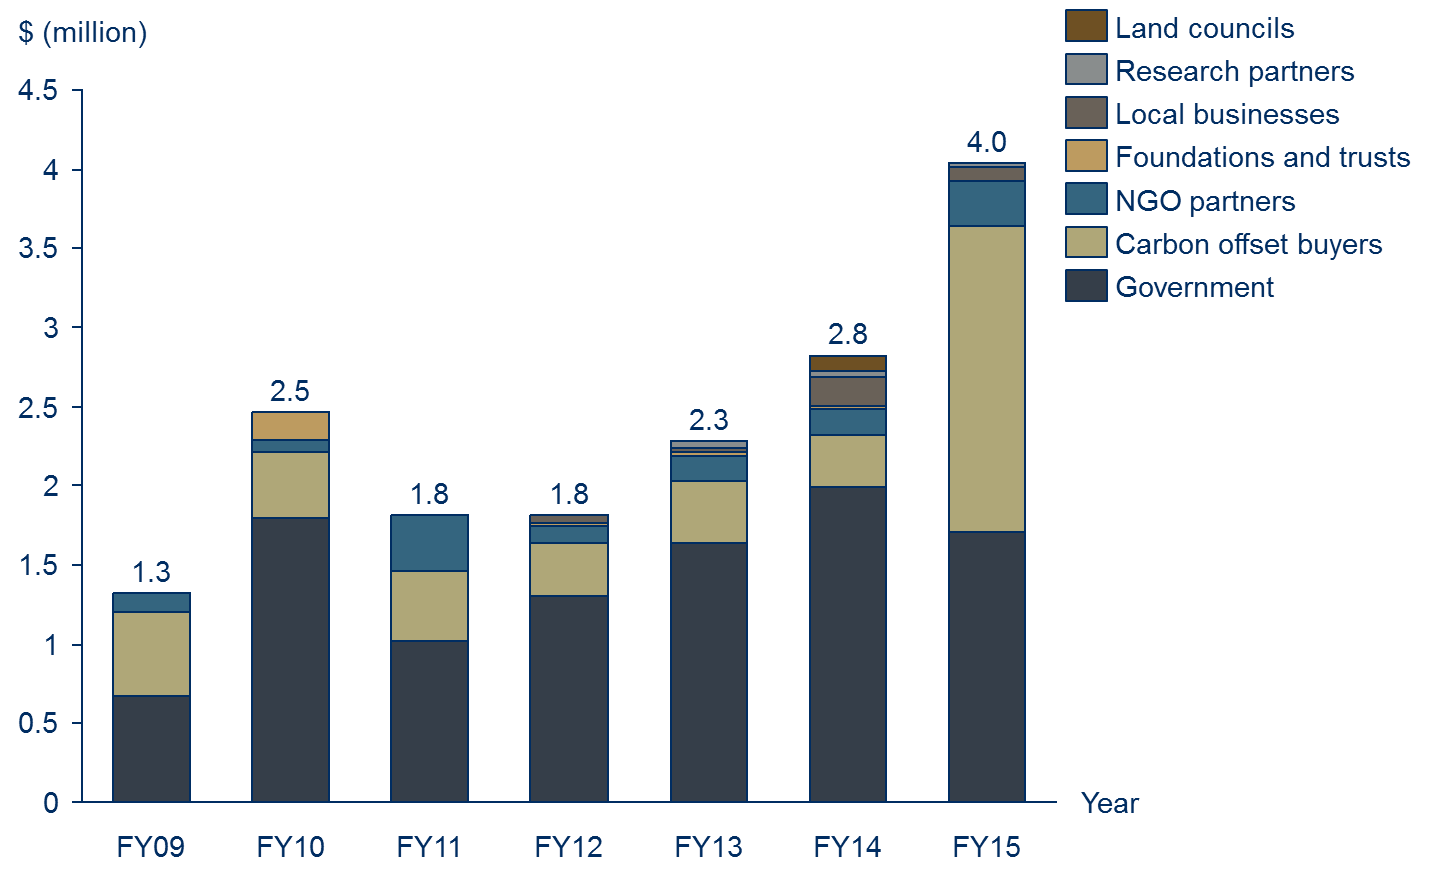 $ (million)
4.5
4
3.5
3
2.5
2
1.5
1
0.5
0
1.3
2.5
1.8
1.8
2.3
2.8
4.0
FY09
FY10
FY11
FY12
FY13
FY14
FY15
Year
Land councils
Research partners
Local businesses
Foundations and trusts
NGO partners
Carbon offset buyers
Government